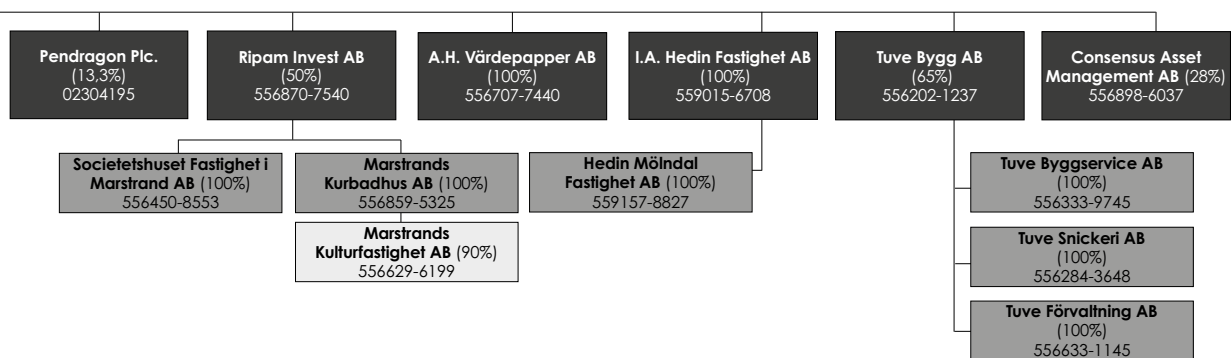 Pendragon Plc.
(13,3%)
02304195
Ripam Invest AB
(50%)
556870-7540
A.H. Värdepapper AB
(100%)
556707-7440
I.A. Hedin Fastighet AB
(100%)
559015-6708
Tuve Bygg AB
(65%)
556202-1237
Consensus Asset
Management AB (28%)
556898-6037
Societetshuset Fastighet i
Marstrand AB (100%)
556450-8553
Marstrands
Kurbadhus AB (100%)
556859-5325
Hedin Mölndal
Fastighet AB (100%)
559157-8827
Tuve Byggservice AB
(100%)
556333-9745
Marstrands
Kulturfastighet AB (90%)
556629-6199
Tuve Snickeri AB
(100%)
556284-3648
Tuve Förvaltning AB
(100%)
556633-1145